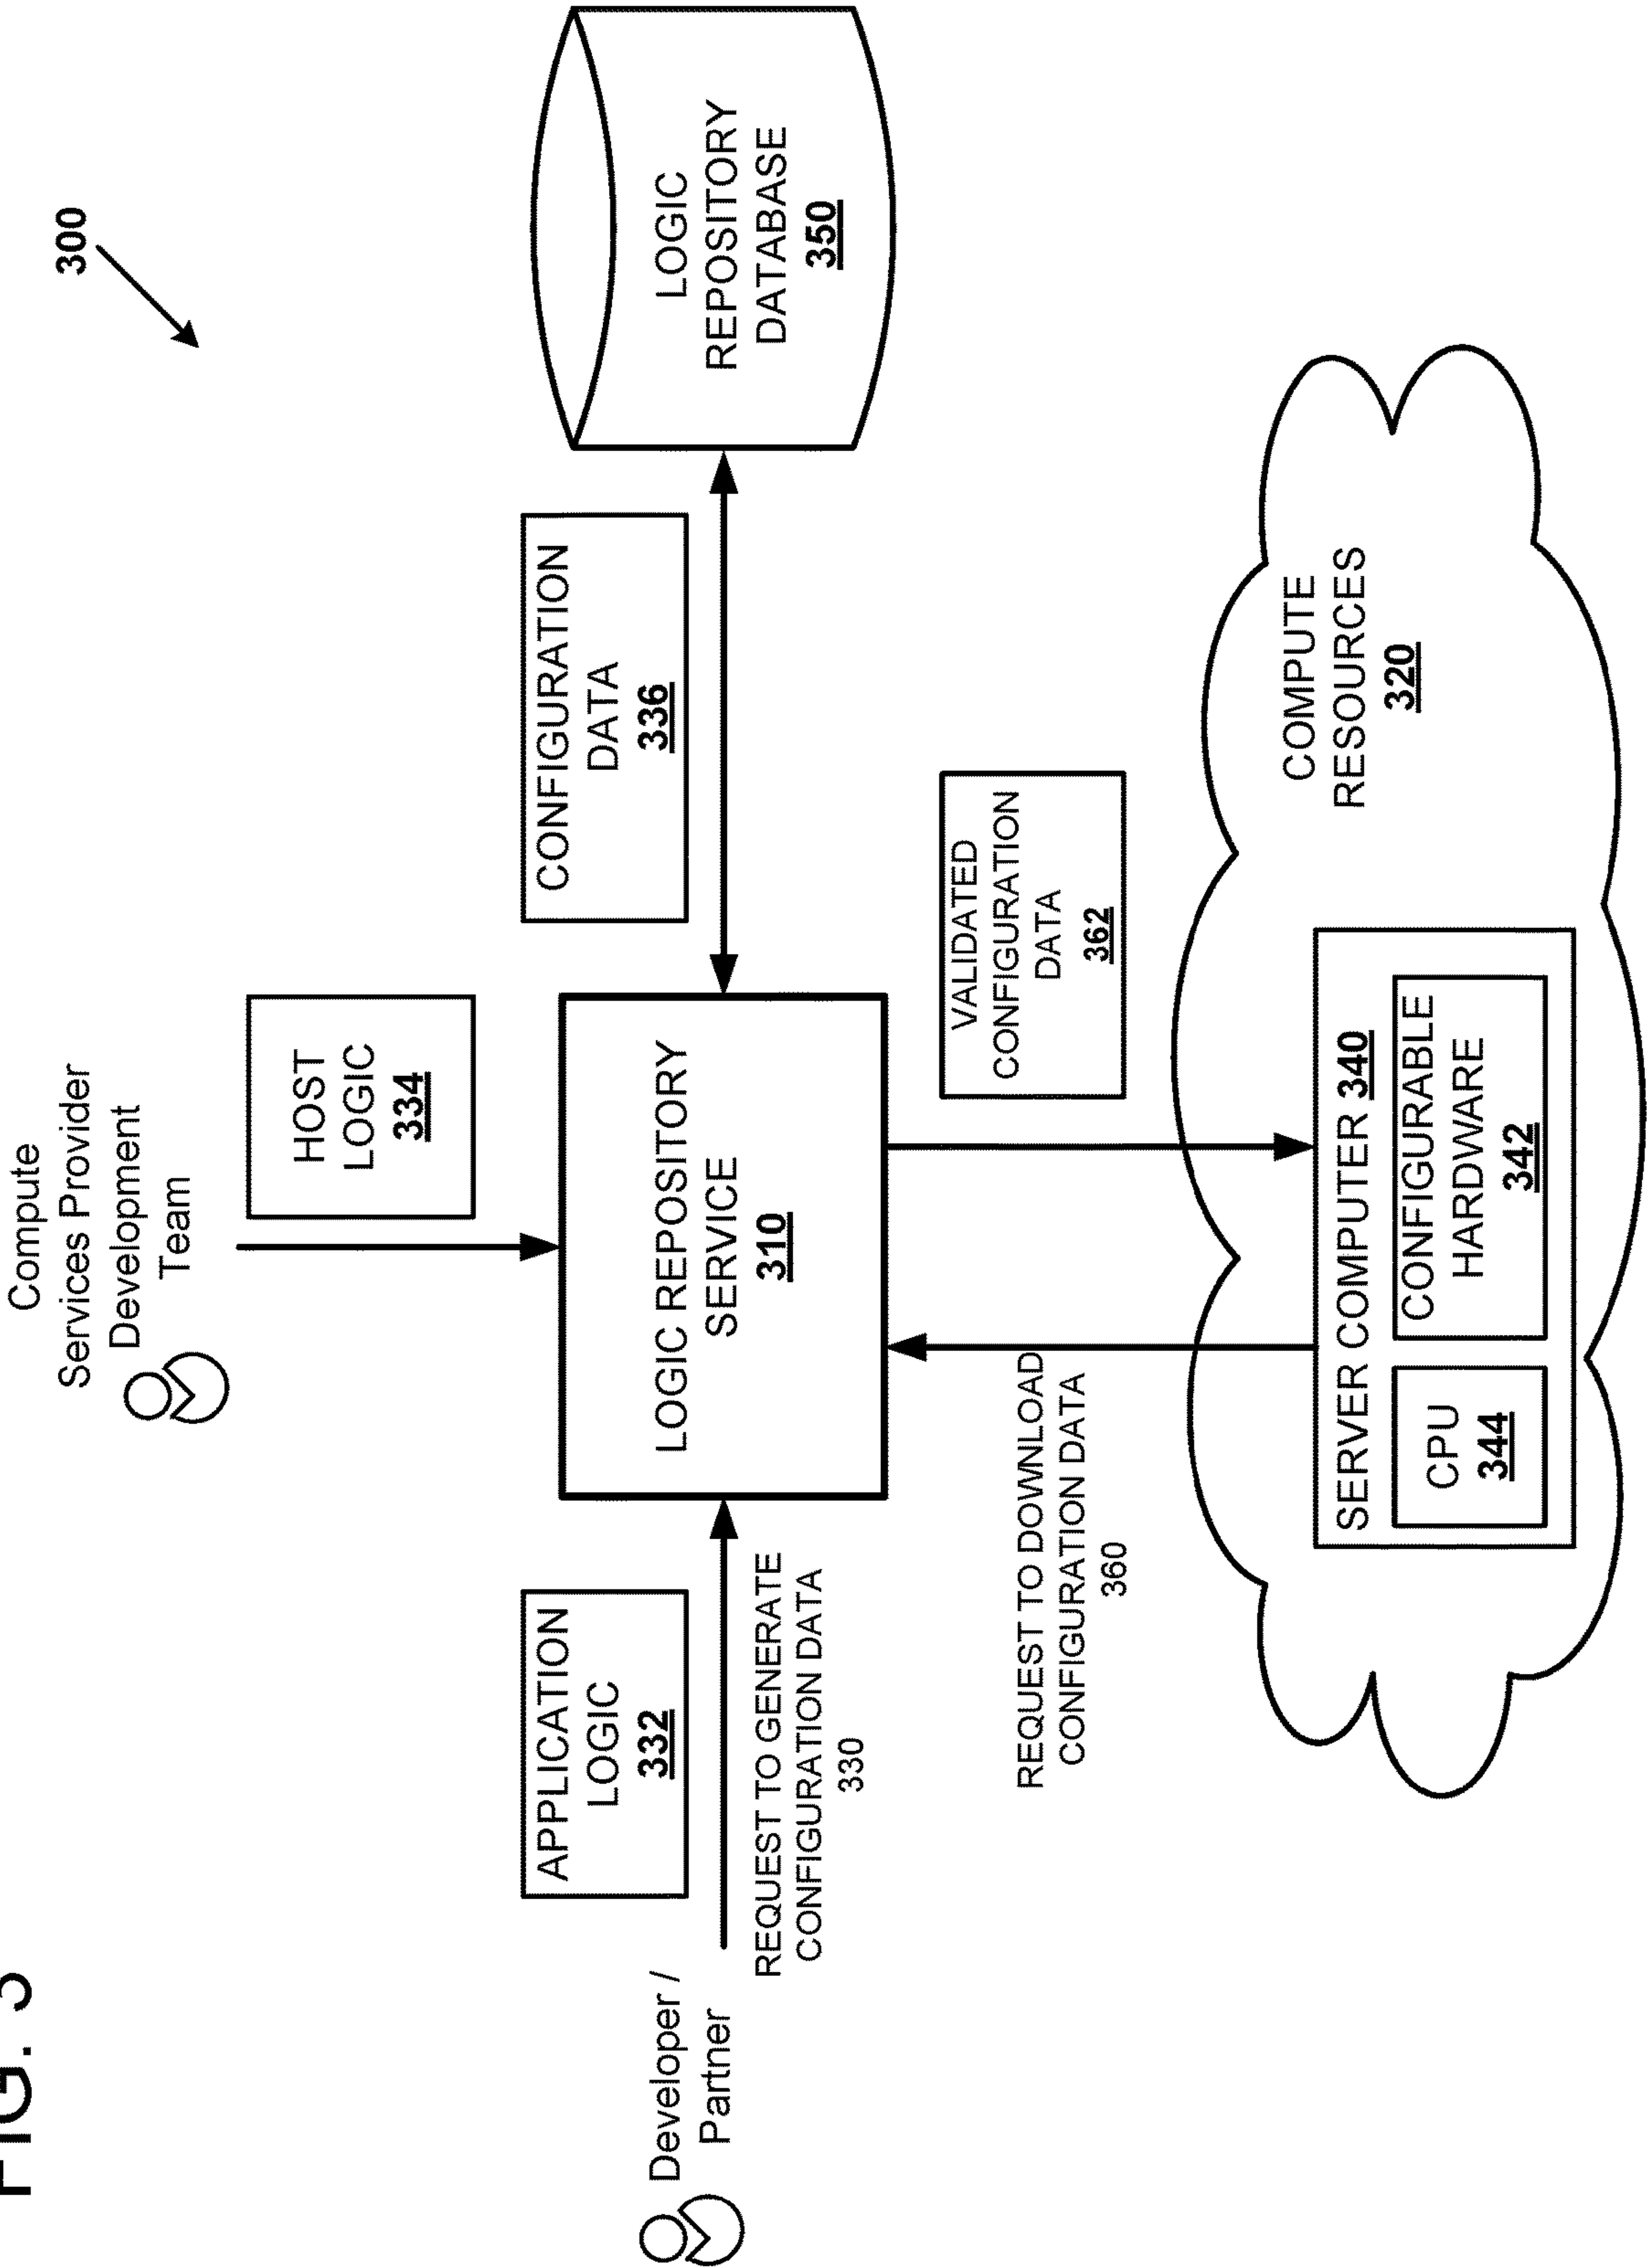 FIG. 3
300
Compute
Services Provider
Development
Team
HOST
LOGIC
334
APPLICATION
LOGIC
332
Developer /
Partner
REQUEST TO GENERATE
CONFIGURATION DATA
330
LOGIC REPOSITORY
SERVICE
310
CONFIGURATION
DATA
336
LOGIC
REPOSITORY
DATABASE
350
REQUEST TO DOWNLOAD
CONFIGURATION DATA
360
VALIDATED
CONFIGURATION
DATA
362
SERVER COMPUTER 340
CPU
344
CONFIGURABLE
HARDWARE
342
COMPUTE
RESOURCES
320